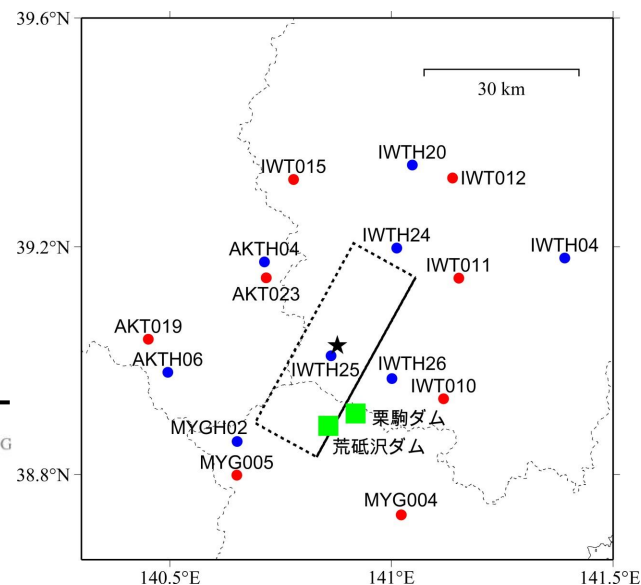 39.6°N
30 km
IWTH20
IWT015
IWT012
IWTH24
IWTH04
AKTH04
39.2°N
IWT011
AKT023
AKT019
AKTH06
IWTH25
IWTH26
IWT010
栗駒ダム
MYGH02
G
荒砥沢ダム
MYG005
38.8°N
MYG004
140.5°E
141°E
141.5°E